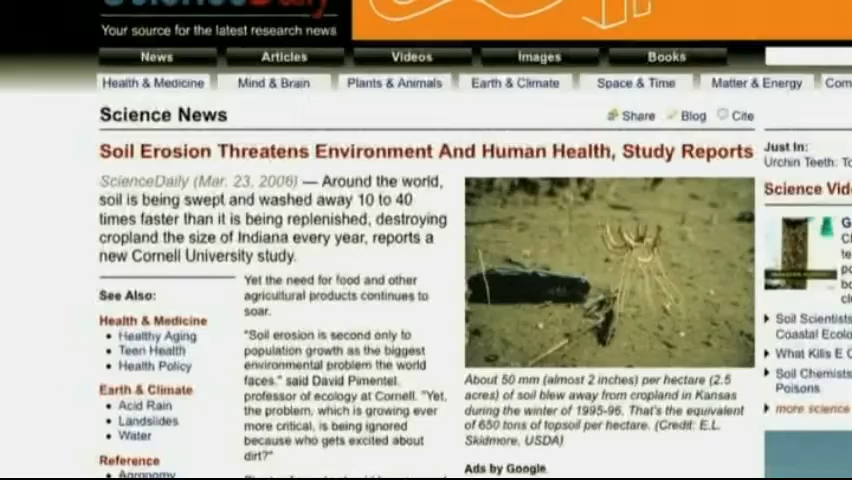 Your source for the latest research news
News Articles Videos Images Books
Health & Medicine Mind & Brain Plants & Animals Earth & Climate Space & Time Matter & Energy
Science News
Share Blog Cite
Soil Erosion Threatens Environment And Human Health, Study Reports
ScienceDaily (Mar. 23, 2006) — Around the world,
soil is being swept and washed away 10 to 40
times faster than it is being replenished, destroying
cropland the size of Indiana every year, reports a
new Cornell University study.
See Also:
Health & Medicine
Healthy Aging
Teen Health
Health Policy
Earth & Climate
Acid Rain
Landslides
Water
Reference
Agronomy
Yet the need for food and other
agricultural products continues to
soar.
"Soil erosion is second only to
population growth as the biggest
environmental problem the world
faces," said David Pimentel,
professor of ecology at Cornell. "Yet,
the problem, which is growing ever
more critical, is being ignored
because who gets excited about
dirt?"
About 50 mm (almost 2 inches) per hectare (2.5
acres) of soil blew away from cropland in Kansas
during the winter of 1995-96. That's the equivalent
of 650 tons of topsoil per hectare. (Credit: E.L.
Skidmore, USDA)
Ads by Google
Just In:
Urchin Teeth:
Science
Soil Scientists
Coastal
What Kills E
Soil Chemists
Poisons
more science